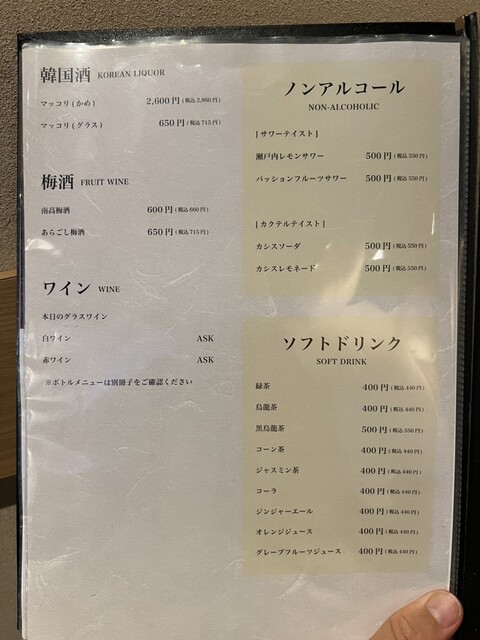 韓国酒 KOREAN LIQUOR
マッコリ(かめ) 2,600円(税込2,860円)
マッコリ(グラス) 650円(税込715円)
梅酒 FRUIT WINE
南高梅酒 600円(税込660円)
あらごし梅酒 650円(税込715円)
ワイン WINE
本日のグラスワイン
白ワイン ASK
赤ワイン ASK
※ボトルメニューは別冊子をご確認ください
ノンアルコール
NON-ALCOHOLIC
[サワーテイスト]
瀬戸内レモンサワー 500円(税込550円)
パッションフルーツサワー 500円(税込550円)
[カクテルテイスト]
カシスソーダ 500円(税込550円)
カシスレモネード 500円(税込550円)
ソフトドリンク
SOFT DRINK
緑茶 400円(税込440円)
烏龍茶 400円(税込440円)
黒烏龍茶 500円(税込550円)
コーン茶 400円(税込440円)
ジャスミン茶 400円(税込440円)
コーラ 400円(税込440円)
ジンジャーエール 400円(税込440円)
オレンジジュース 400円(税込440円)
グレープフルーツジュース 400円(税込440円)